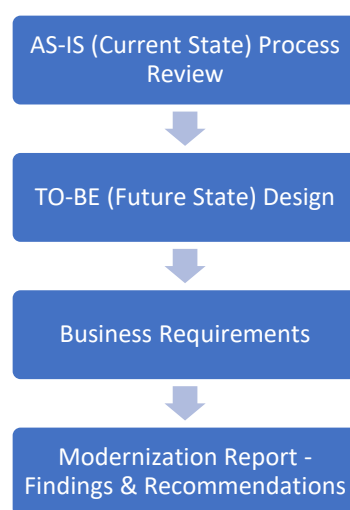 AS-IS (Current State) Process
Review
TO-BE (Future State) Design
Business Requirements
Modernization Report -
Findings & Recommendations